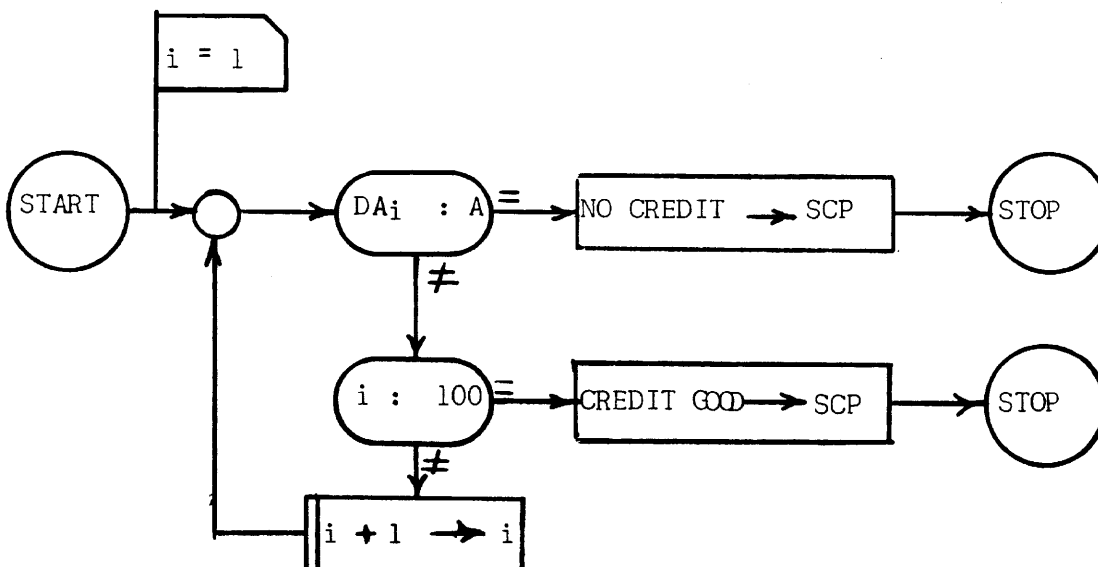 i = 1
START
DAi : A
=
NO CREDIT → SCP
STOP
≠
i : 100
=
CREDIT GOOD → SCP
STOP
≠
i + 1 → i